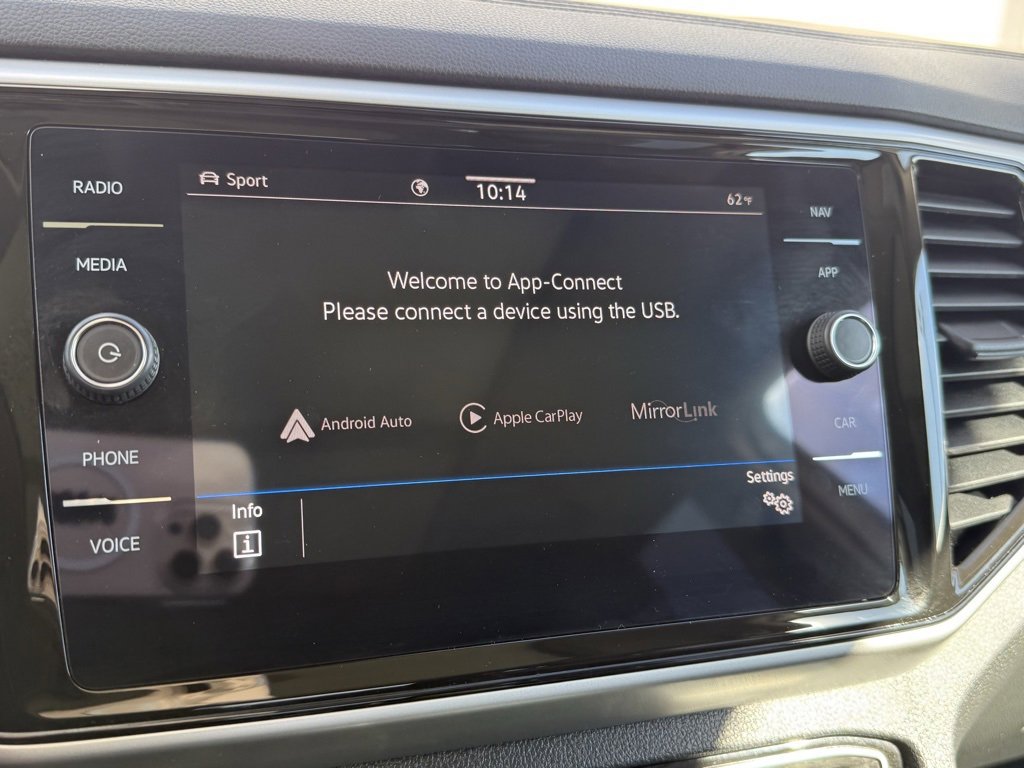 RADIO
MEDIA
PHONE
VOICE
Sport
10:14
62°F
Welcome to App-Connect
Please connect a device using the USB.
Android Auto
Apple CarPlay
MirrorLink
Settings
Info
i
NAV
APP
CAR
MENU